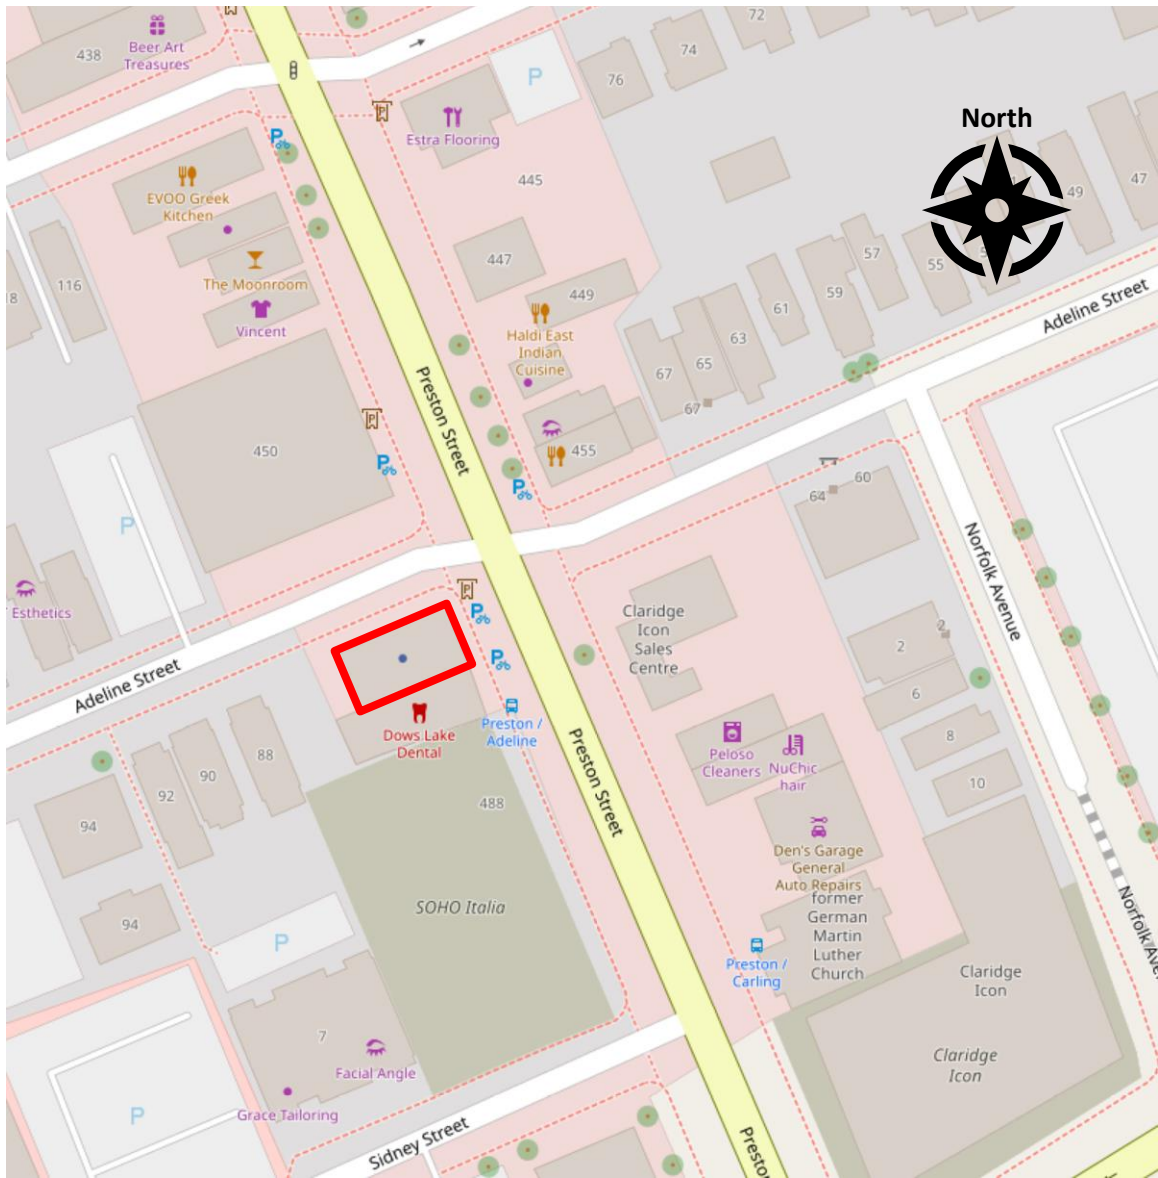 72
438
Beer Art
Treasures
74
76
P
North
Estra Flooring
P
445
EVOO Greek
Kitchen
49
47
116
The Moonroom
447
57
55
Vincent
449
61
59
Adeline Street
Haldi East
Indian
Cuisine
63
65
67
67
Preston Street
450
P
455
P
P
P
60
64
P
Norfolk Avenue
Esthetics
P
P
Claridge
Icon
Sales
Centre
2
2
P
6
Adeline Street
Dows Lake
Dental
Preston /
Adeline
Preston Street
Peloso
Cleaners
NuChic
hair
8
88
90
92
10
488
94
Den's Garage
General
Auto Repairs
former
German
Martin
Luther
Church
SOHO Italia
94
P
Preston /
Carling
Norfolk Ave
Claridge
Icon
7
Facial Angle
Claridge
Icon
P
Grace Tailoring
Sidney Street
Presto